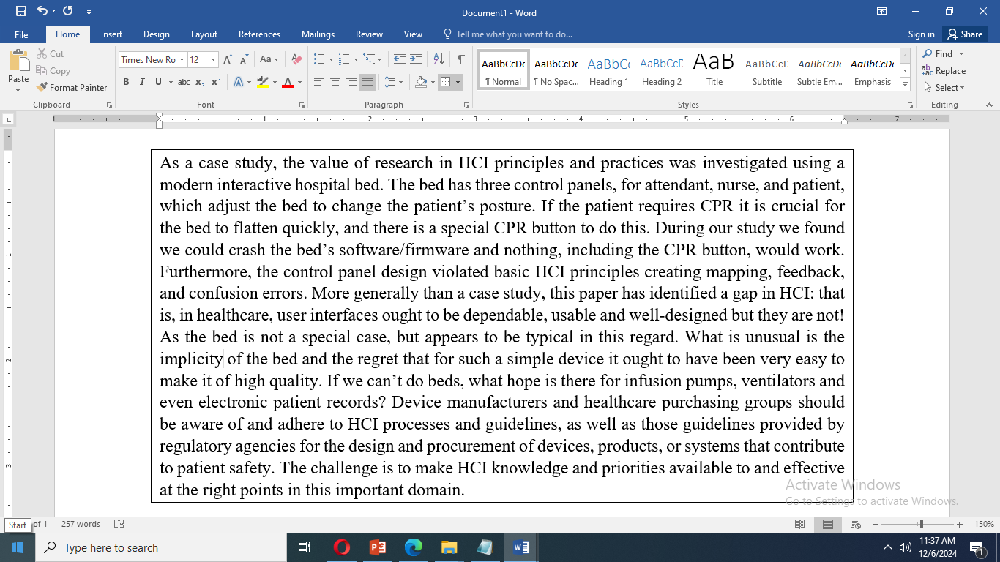 Document1 - Word
File Home Insert Design Layout References Mailings Review View Tell me what you want to do... Sign in Share
Paste
Cut
Copy
Format Painter
Clipboard
Times New Ro 12
Font
Paragraph
AaBbCcDc AaBbCcDc AaBbCc AaBbCcD AaB AaBbCcD AaBbCcDc AaBbCcDc
¶ Normal ¶ No Spac... Heading 1 Heading 2 Title Subtitle Subtle Em... Emphasis
Styles
Find
Replace
Select
Editing
1 1 2 3 4 5 6 7
As a case study, the value of research in HCI principles and practices was investigated using a
modern interactive hospital bed. The bed has three control panels, for attendant, nurse, and patient,
which adjust the bed to change the patient’s posture. If the patient requires CPR it is crucial for
the bed to flatten quickly, and there is a special CPR button to do this. During our study we found
we could crash the bed’s software/firmware and nothing, including the CPR button, would work.
Furthermore, the control panel design violated basic HCI principles creating mapping, feedback,
and confusion errors. More generally than a case study, this paper has identified a gap in HCI: that
is, in healthcare, user interfaces ought to be dependable, usable and well-designed but they are not!
As the bed is not a special case, but appears to be typical in this regard. What is unusual is the
implicity of the bed and the regret that for such a simple device it ought to have been very easy to
make it of high quality. If we can’t do beds, what hope is there for infusion pumps, ventilators and
even electronic patient records? Device manufacturers and healthcare purchasing groups should
be aware of and adhere to HCI processes and guidelines, as well as those guidelines provided by
regulatory agencies for the design and procurement of devices, products, or systems that contribute
to patient safety. The challenge is to make HCI knowledge and priorities available to and effective
at the right points in this important domain.
Activate Windows
Go to Settings to activate Windows.
Start of 1 257 words 150%
Type here to search
11:37 AM
12/6/2024
1